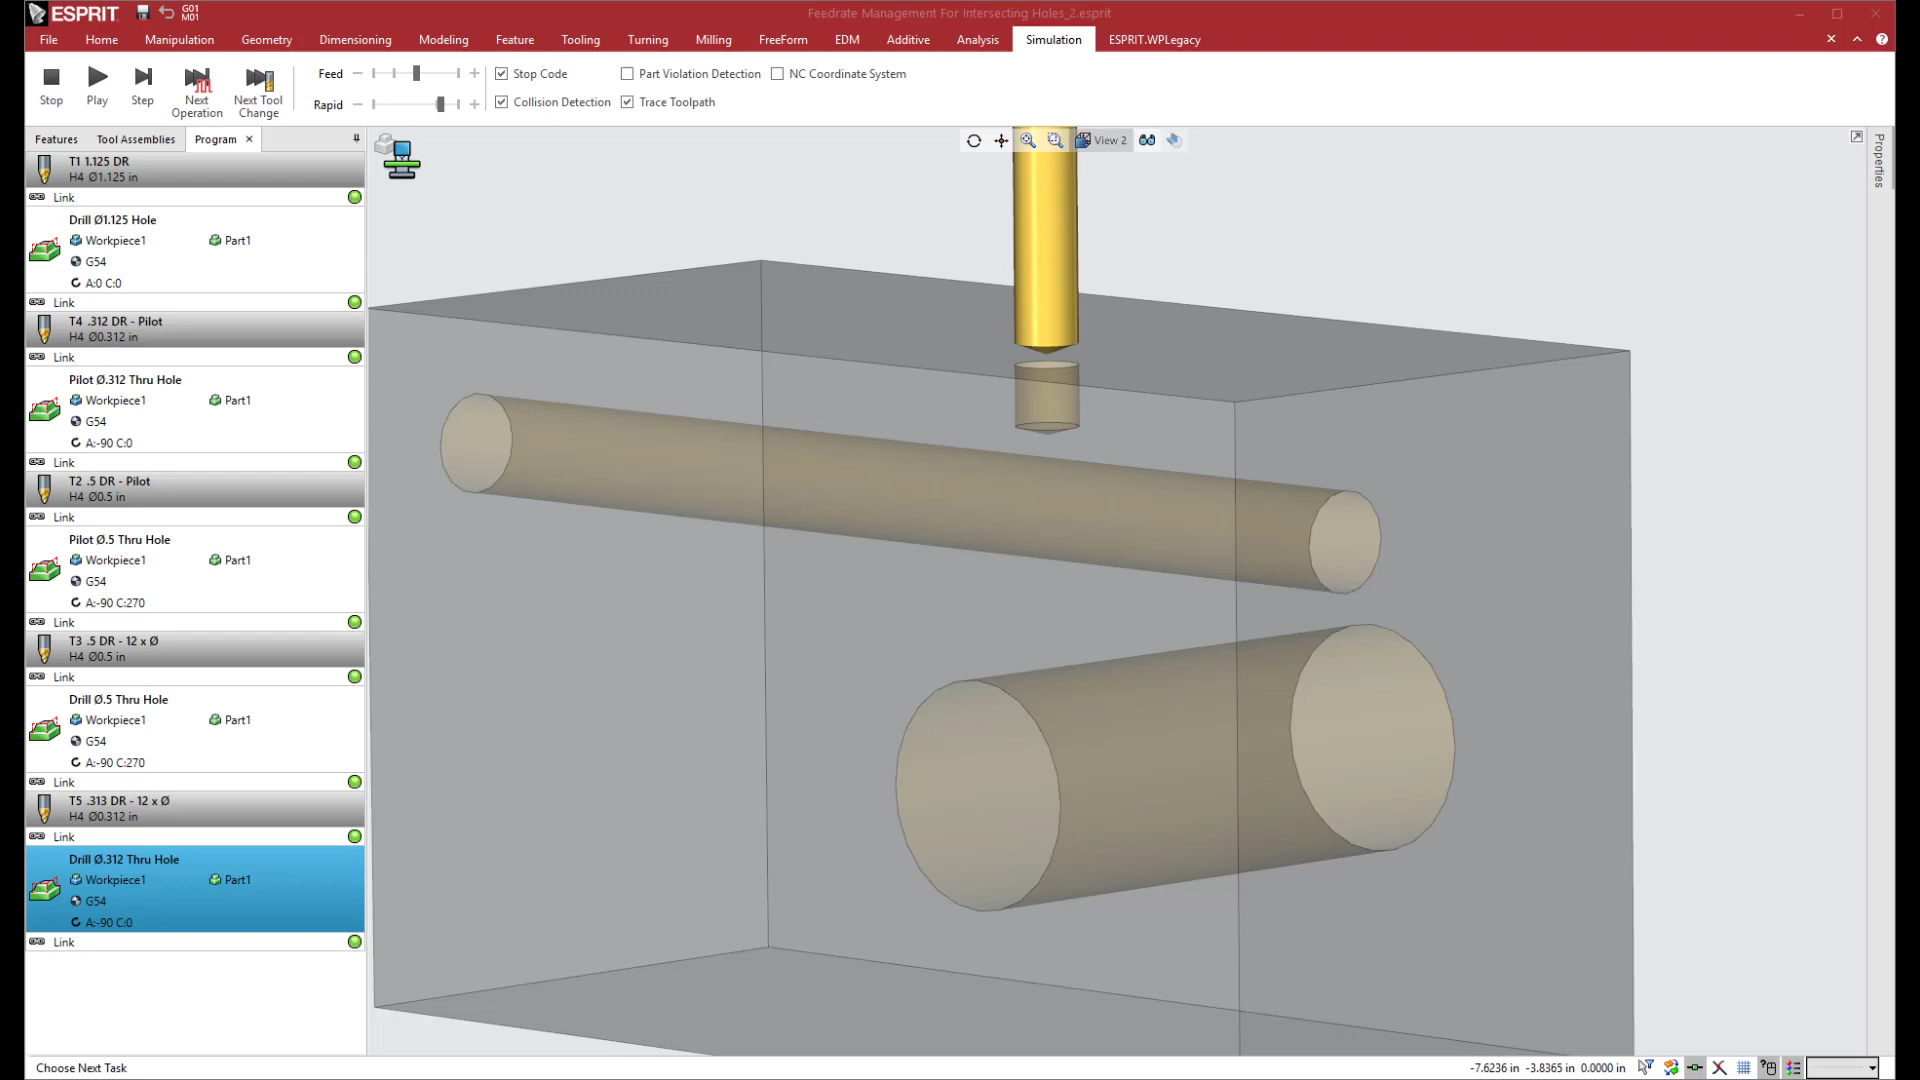 ESPRIT
G01
M01
Feedrate Management For Intersecting Holes_2.esprit
File Home Manipulation Geometry Dimensioning Modeling Feature Tooling Turning Milling FreeForm EDM Additive Analysis Simulation ESPRIT.WPLegacy
Stop Play Step Next Operation Next Tool Change
Feed
Rapid
Stop Code Part Violation Detection NC Coordinate System
Collision Detection Trace Toolpath
Features Tool Assemblies Program
View 2
Properties
T1 1.125 DR
H4 Ø1.125 in
Link
Drill Ø1.125 Hole
Workpiece1 Part1
G54
A:0 C:0
Link
T4 .312 DR - Pilot
H4 Ø0.312 in
Link
Pilot Ø.312 Thru Hole
Workpiece1 Part1
G54
A:-90 C:0
Link
T2 .5 DR - Pilot
H4 Ø0.5 in
Link
Pilot Ø.5 Thru Hole
Workpiece1 Part1
G54
A:-90 C:270
Link
T3 .5 DR - 12 x Ø
H4 Ø0.5 in
Link
Drill Ø.5 Thru Hole
Workpiece1 Part1
G54
A:-90 C:270
Link
T5 .313 DR - 12 x Ø
H4 Ø0.312 in
Link
Drill Ø.312 Thru Hole
Workpiece1 Part1
G54
A:-90 C:0
Link
Choose Next Task
-7.6236 in -3.8365 in 0.0000 in